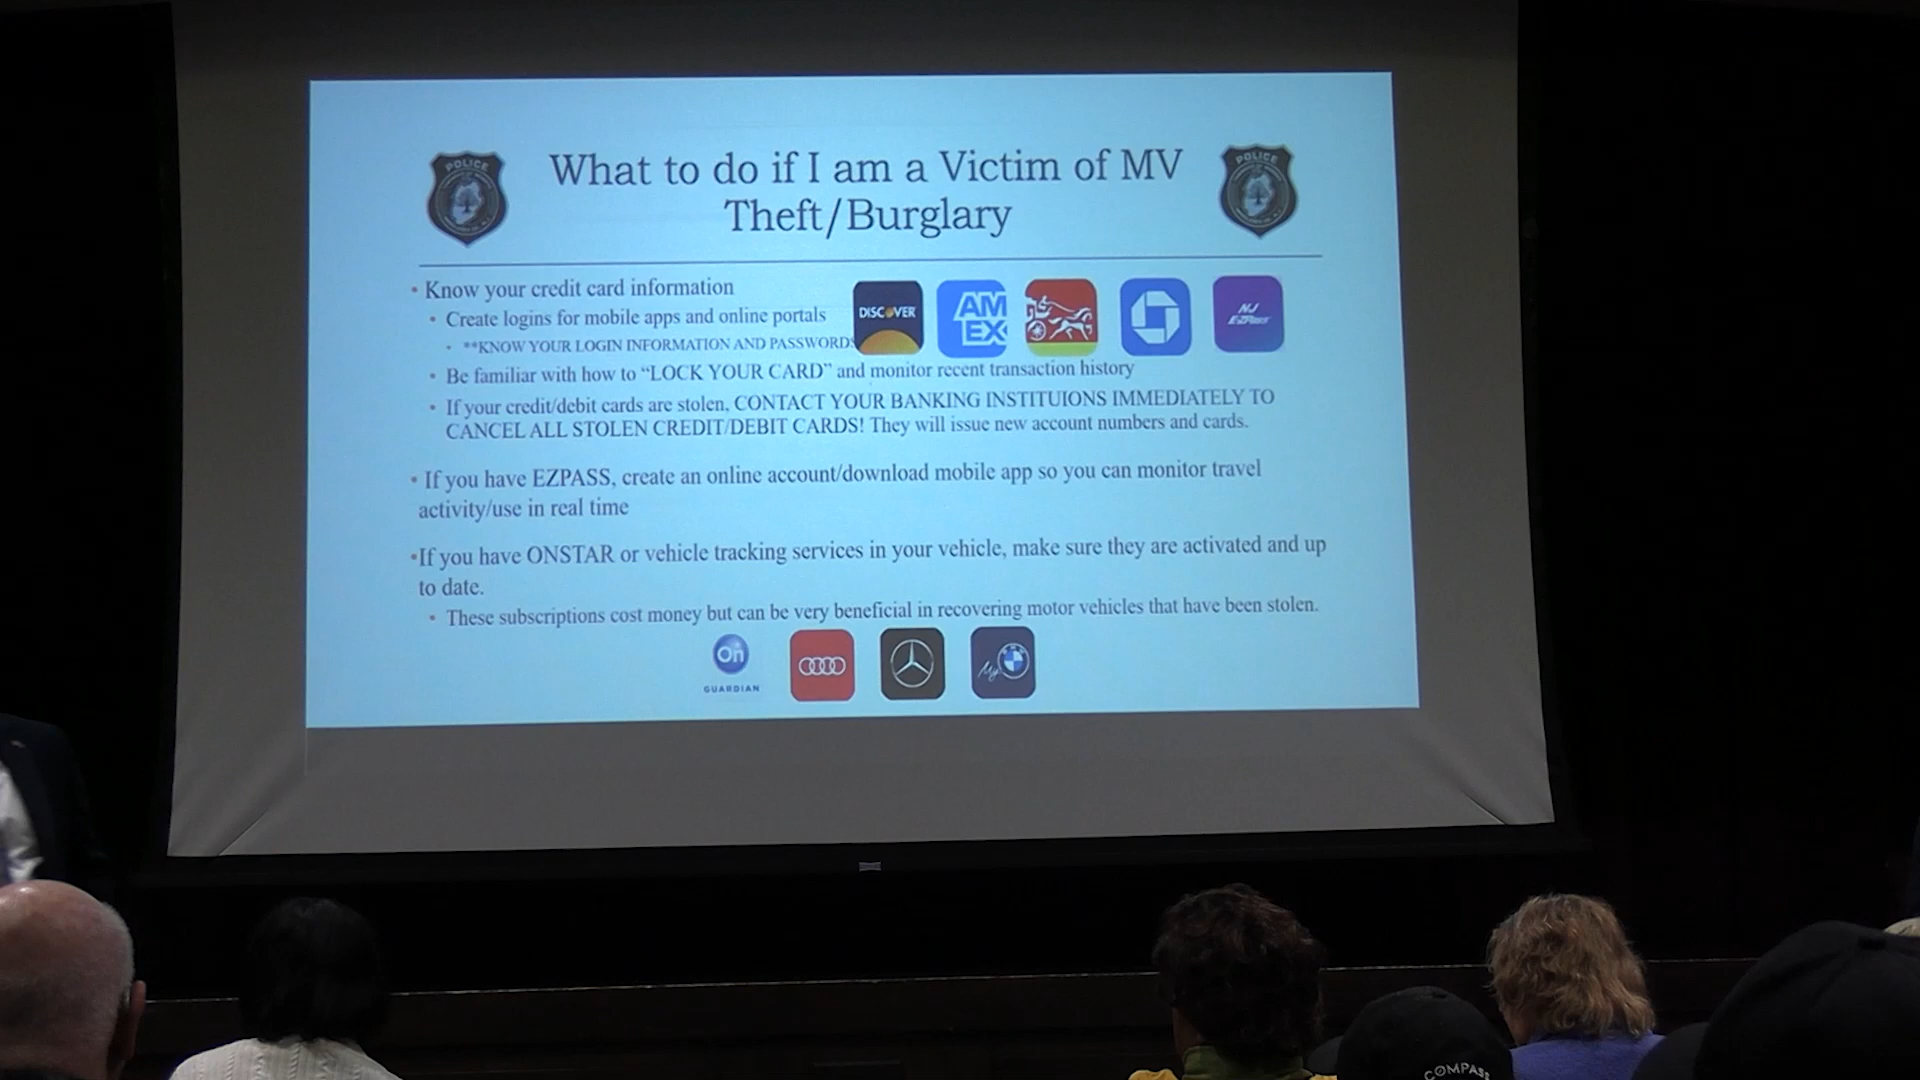 POLICE
POLICE
What to do if I am a Victim of MV
Theft/Burglary
• Know your credit card information
• Create logins for mobile apps and online portals
• **KNOW YOUR LOGIN INFORMATION AND PASSWORDS
DISCOVER
AM
EX
NJ
E-ZPass
• Be familiar with how to “LOCK YOUR CARD” and monitor recent transaction history
• If your credit/debit cards are stolen, CONTACT YOUR BANKING INSTITUIONS IMMEDIATELY TO
CANCEL ALL STOLEN CREDIT/DEBIT CARDS! They will issue new account numbers and cards.
• If you have EZPASS, create an online account/download mobile app so you can monitor travel
activity/use in real time
•If you have ONSTAR or vehicle tracking services in your vehicle, make sure they are activated and up
to date.
• These subscriptions cost money but can be very beneficial in recovering motor vehicles that have been stolen.
On
GUARDIAN
My
COMPASS